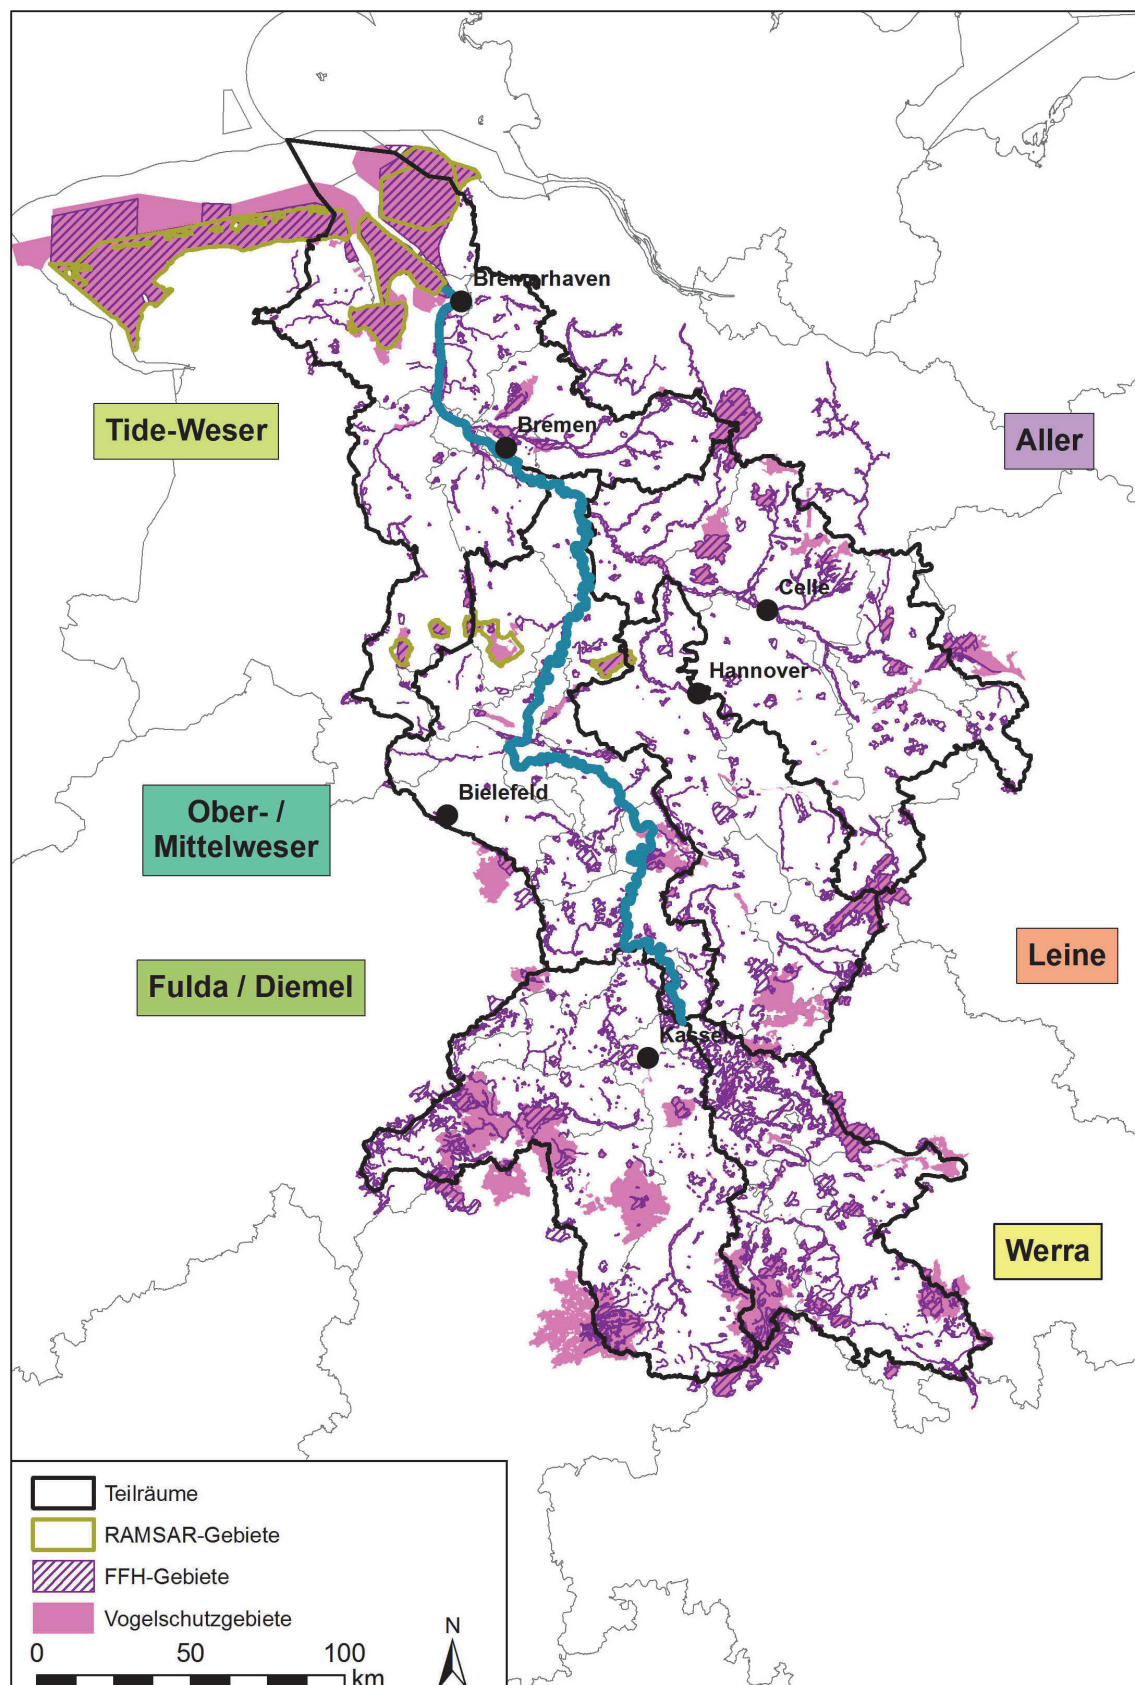 Bremerhaven
Tide-Weser
Bremen
Aller
Celle
Hannover
Bielefeld
Ober- /
Mittelweser
Leine
Fulda / Diemel
Kassel
Werra
Teilräume
RAMSAR-Gebiete
FFH-Gebiete
Vogelschutzgebiete
N
0 50 100
km